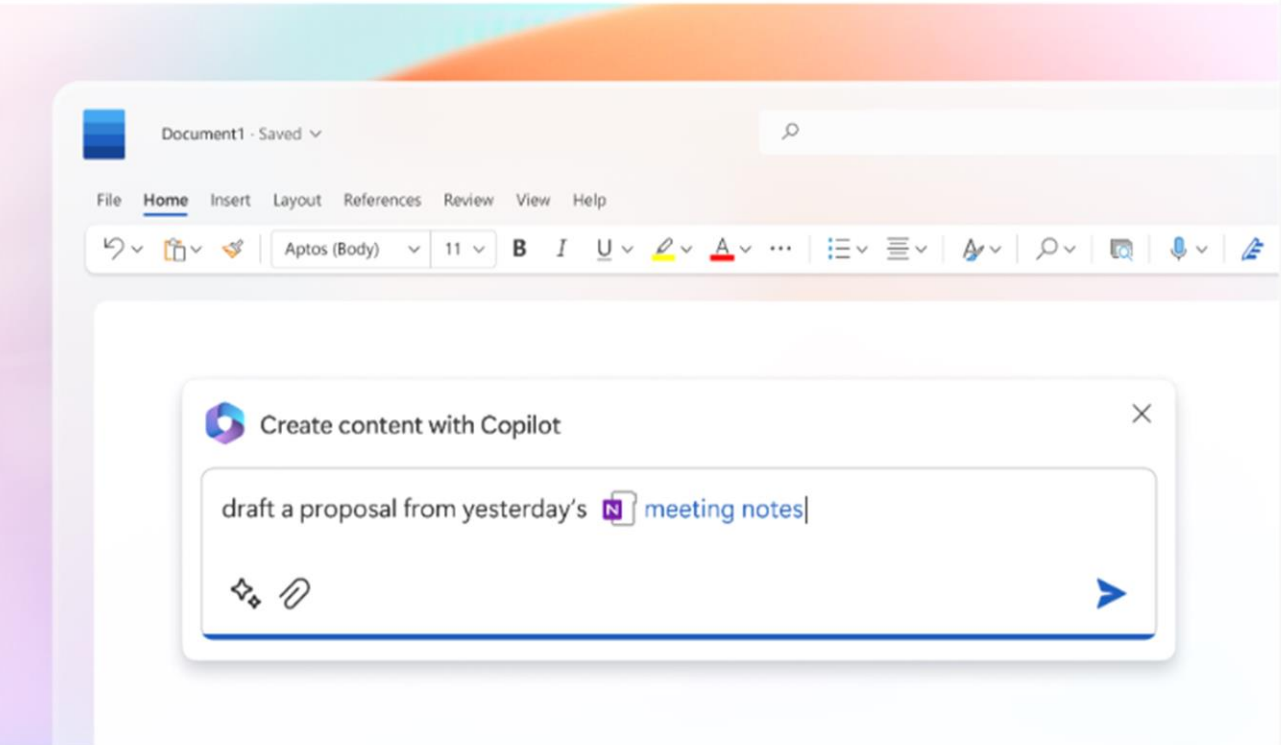 Document1 · Saved
File Home Insert Layout References Review View Help
Aptos (Body) 11 B I U A A
Create content with Copilot
draft a proposal from yesterday's N meeting notes